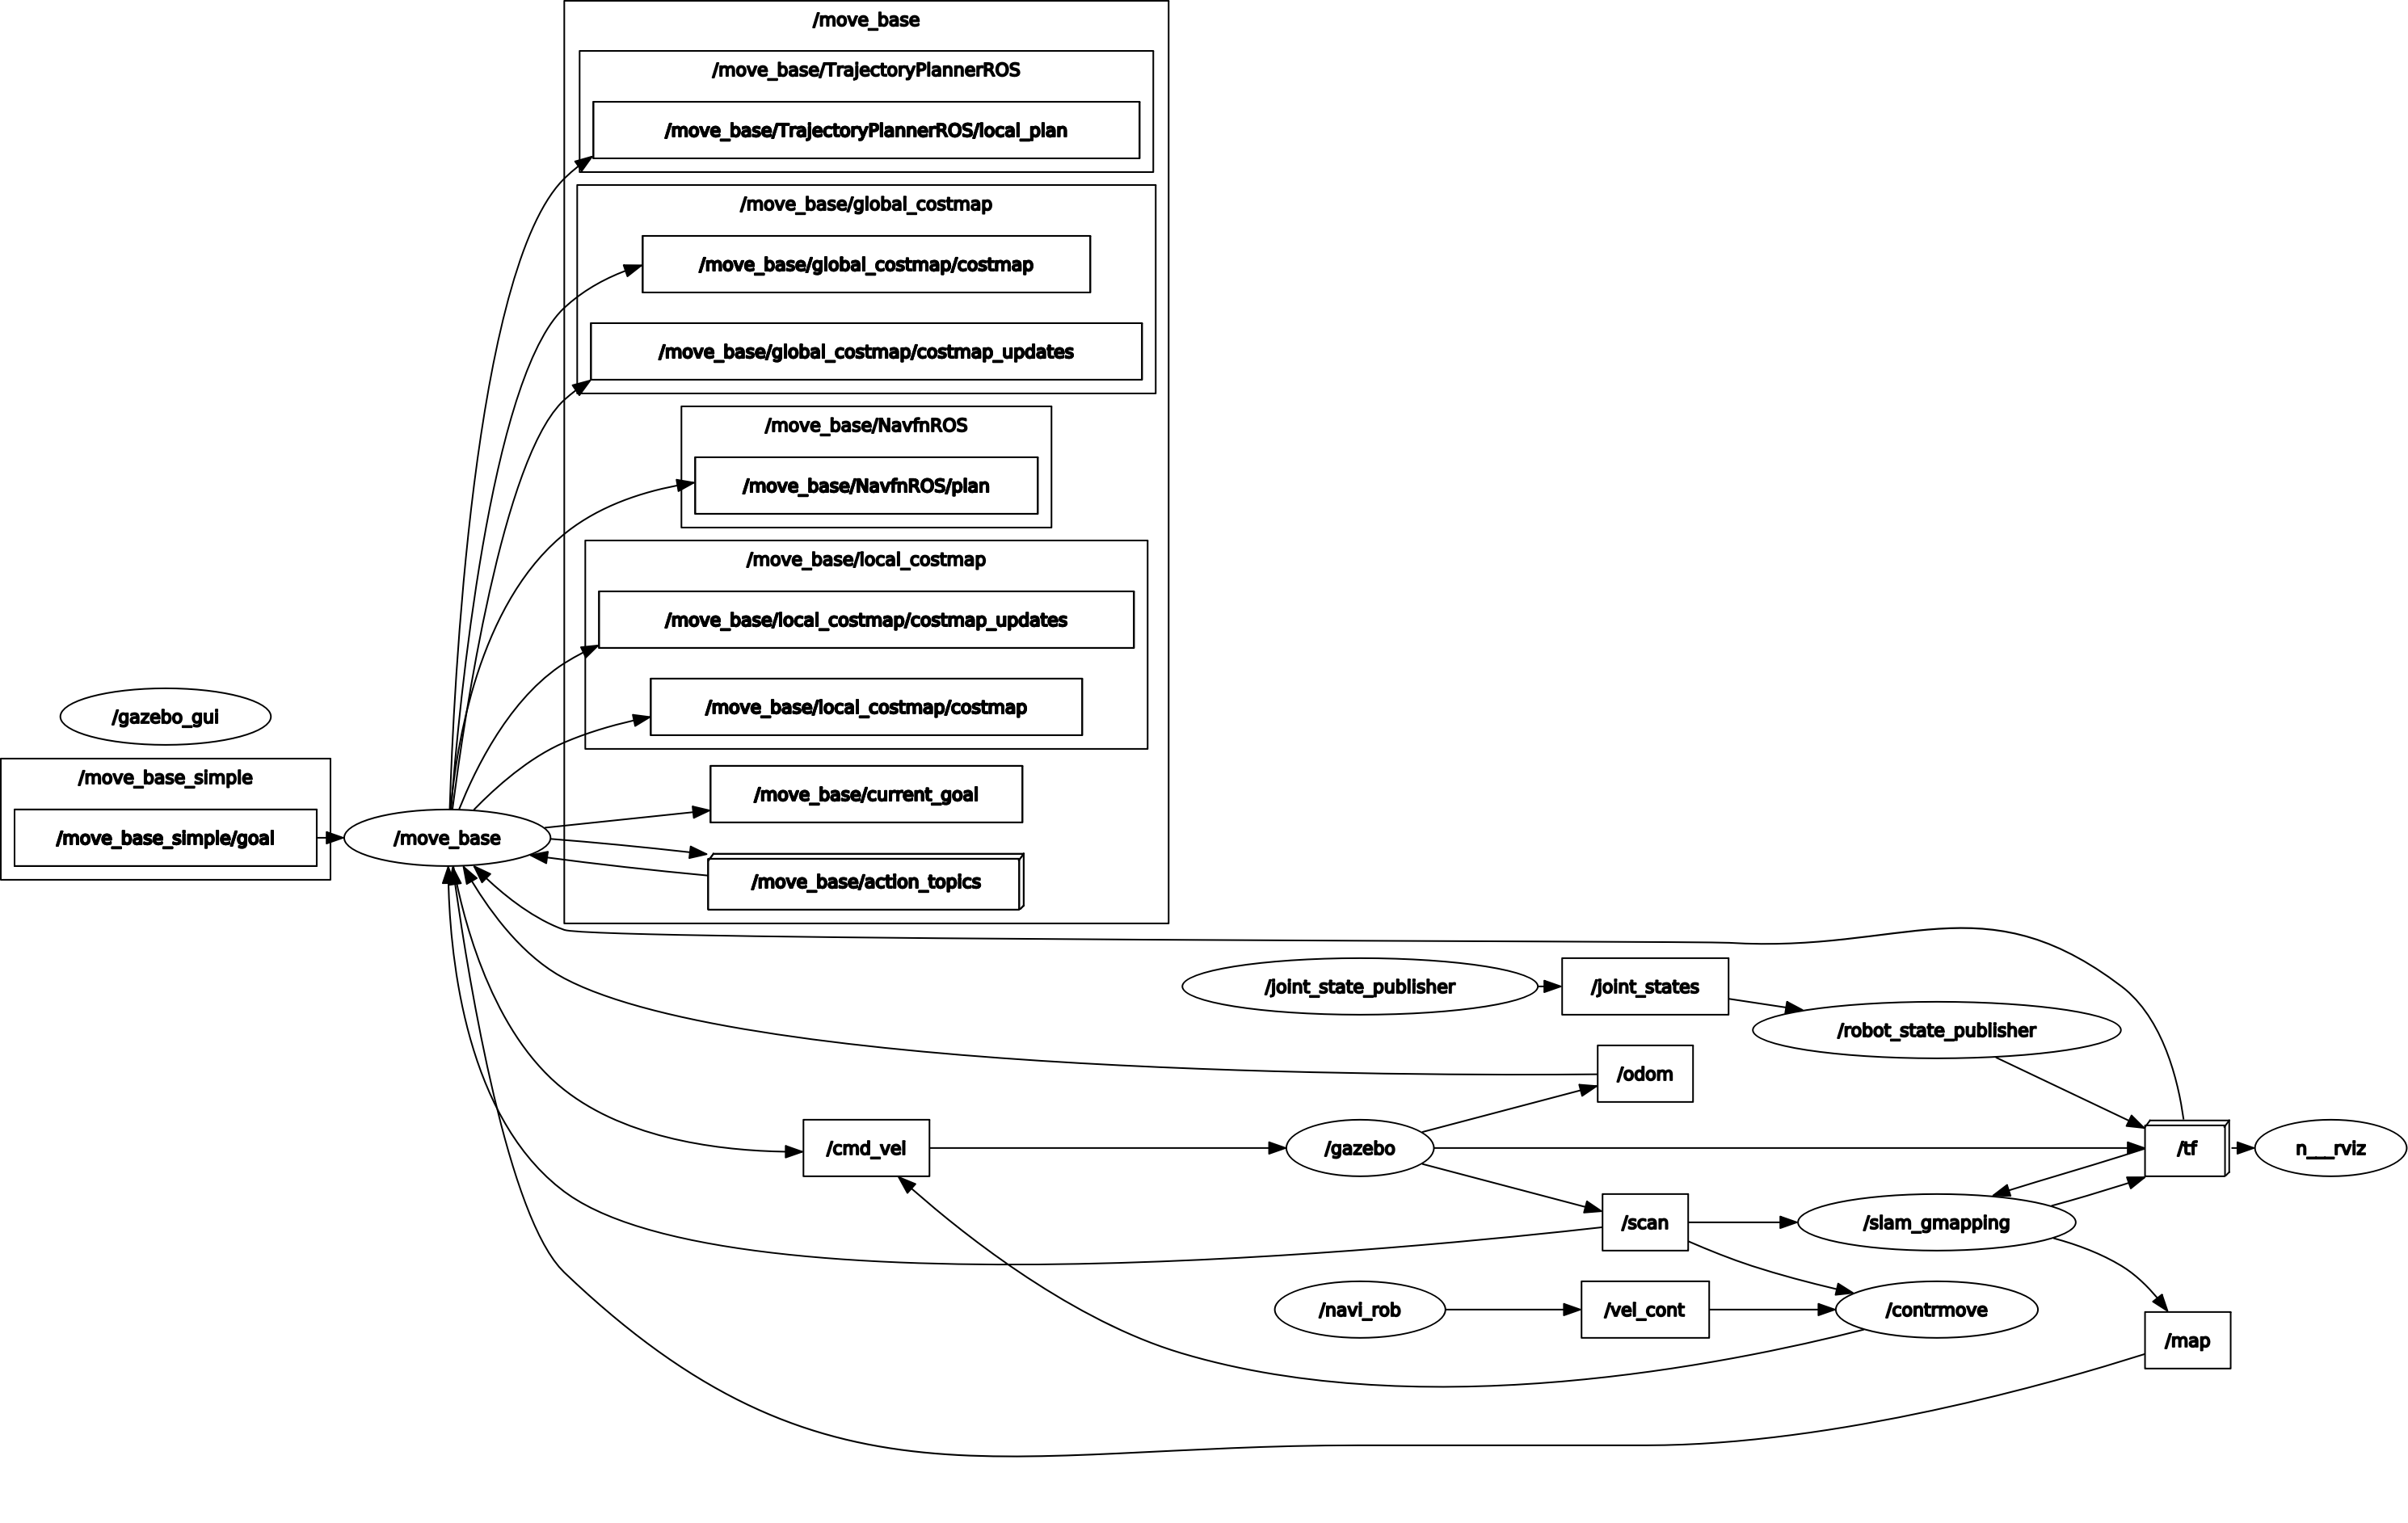 /move_base
/move_base/TrajectoryPlannerROS
/move_base/TrajectoryPlannerROS/local_plan
/move_base/global_costmap
/move_base/global_costmap/costmap
/move_base/global_costmap/costmap_updates
/move_base/NavfnROS
/move_base/NavfnROS/plan
/move_base/local_costmap
/move_base/local_costmap/costmap_updates
/move_base/local_costmap/costmap
/gazebo_gui
/move_base_simple
/move_base/current_goal
/move_base_simple/goal
/move_base
/move_base/action_topics
/joint_state_publisher
/joint_states
/robot_state_publisher
/odom
/cmd_vel
/gazebo
/tf
n___rviz
/scan
/slam_gmapping
/navi_rob
/vel_cont
/contrmove
/map